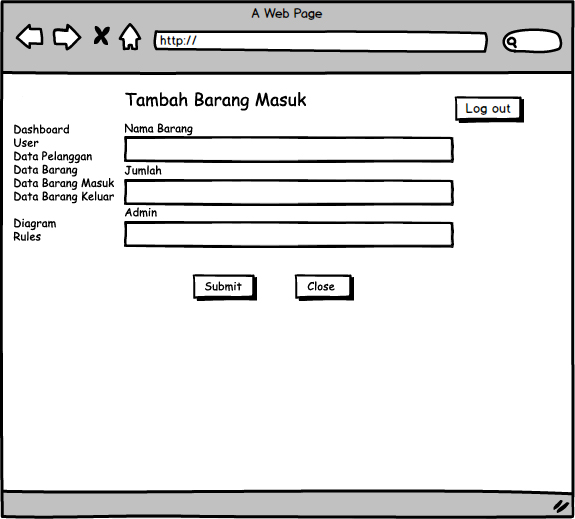 A Web Page
http://
Tambah Barang Masuk
Log out
Dashboard
User
Data Pelanggan
Data Barang
Data Barang Masuk
Data Barang Keluar
Diagram
Rules
Nama Barang
Jumlah
Admin
Submit
Close